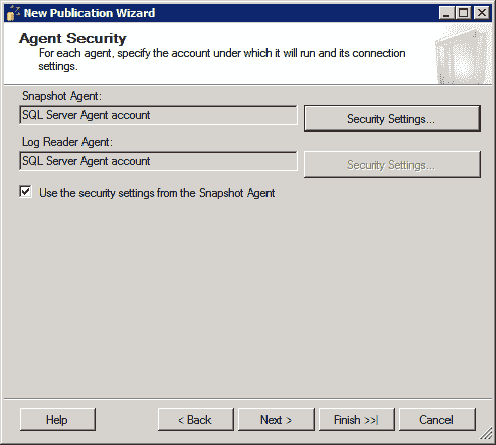 New Publication Wizard
Agent Security
For each agent, specify the account under which it will run and its connection
settings.
Snapshot Agent:
SQL Server Agent account
Security Settings...
Log Reader Agent:
SQL Server Agent account
Security Settings...
Use the security settings from the Snapshot Agent
Help
< Back
Next >
Finish >>|
Cancel